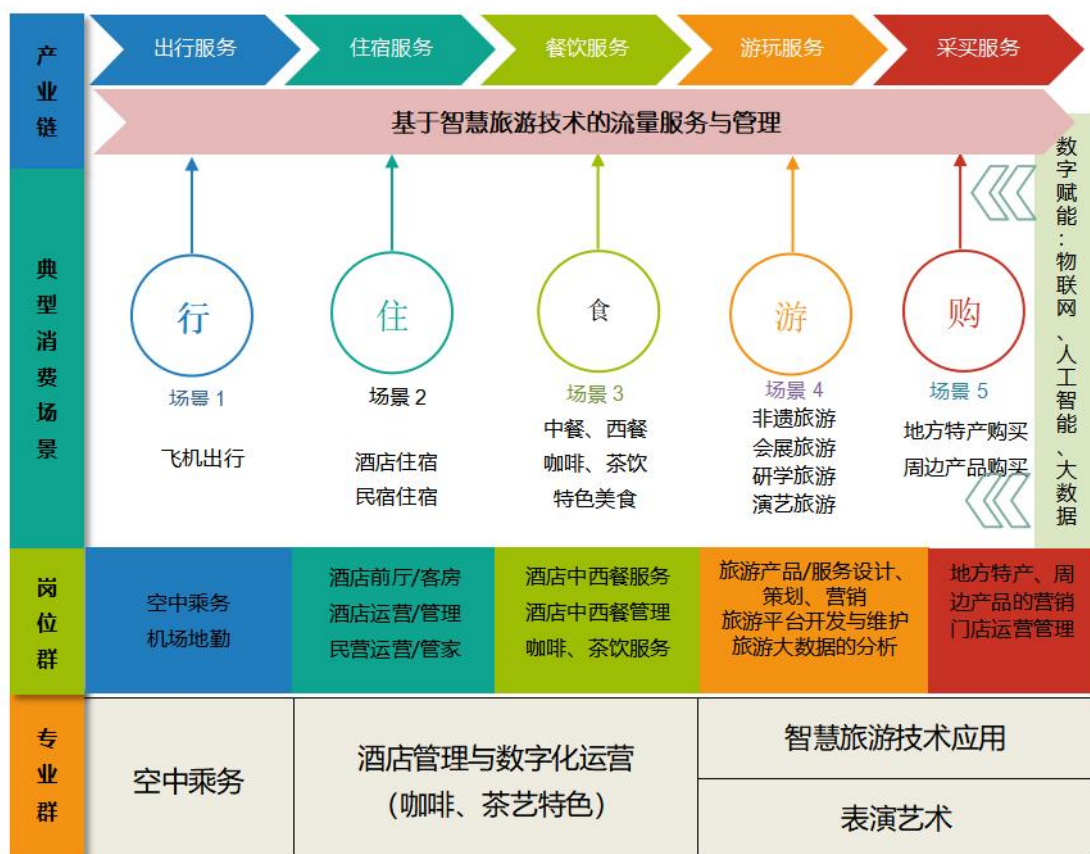 产业链
出行服务
住宿服务
餐饮服务
游玩服务
采买服务
基于智慧旅游技术的流量服务与管理
数字赋能:物联网、人工智能、大数据
典型消费场景
行
场景 1
飞机出行
住
场景 2
酒店住宿
民宿住宿
食
场景 3
中餐、西餐
咖啡、茶饮
特色美食
游
场景 4
非遗旅游
会展旅游
研学旅游
演艺旅游
购
场景 5
地方特产购买
周边产品购买
岗位群
空中乘务
机场地勤
酒店前厅/客房
酒店运营/管理
民营运营/管家
酒店中西餐服务
酒店中西餐管理
咖啡、茶饮服务
旅游产品/服务设计、
策划、营销
旅游平台开发与维护
旅游大数据的分析
地方特产、周
边产品的营销
门店运营管理
专业群
空中乘务
酒店管理与数字化运营
（咖啡、茶艺特色）
智慧旅游技术应用
表演艺术